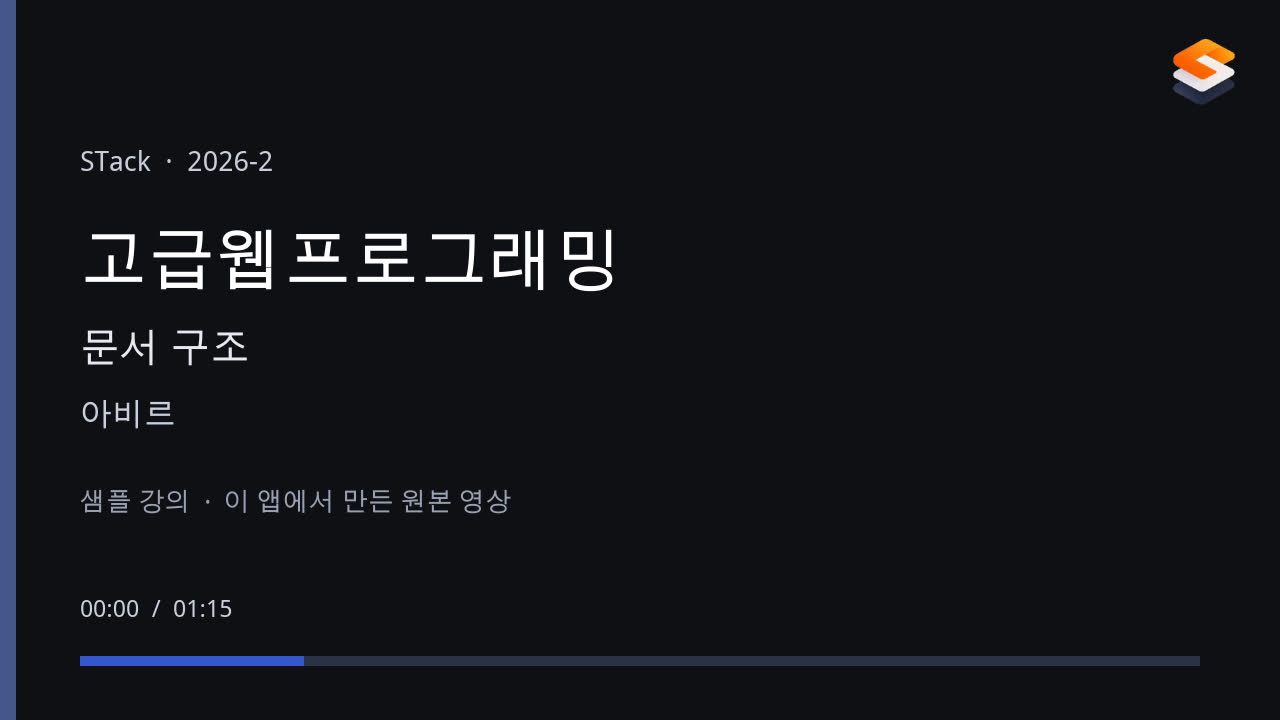 STack · 2026-2
고급웹프로그래밍
문서 구조
아비르
샘플 강의 · 이 앱에서 만든 원본 영상
00:00 / 01:15